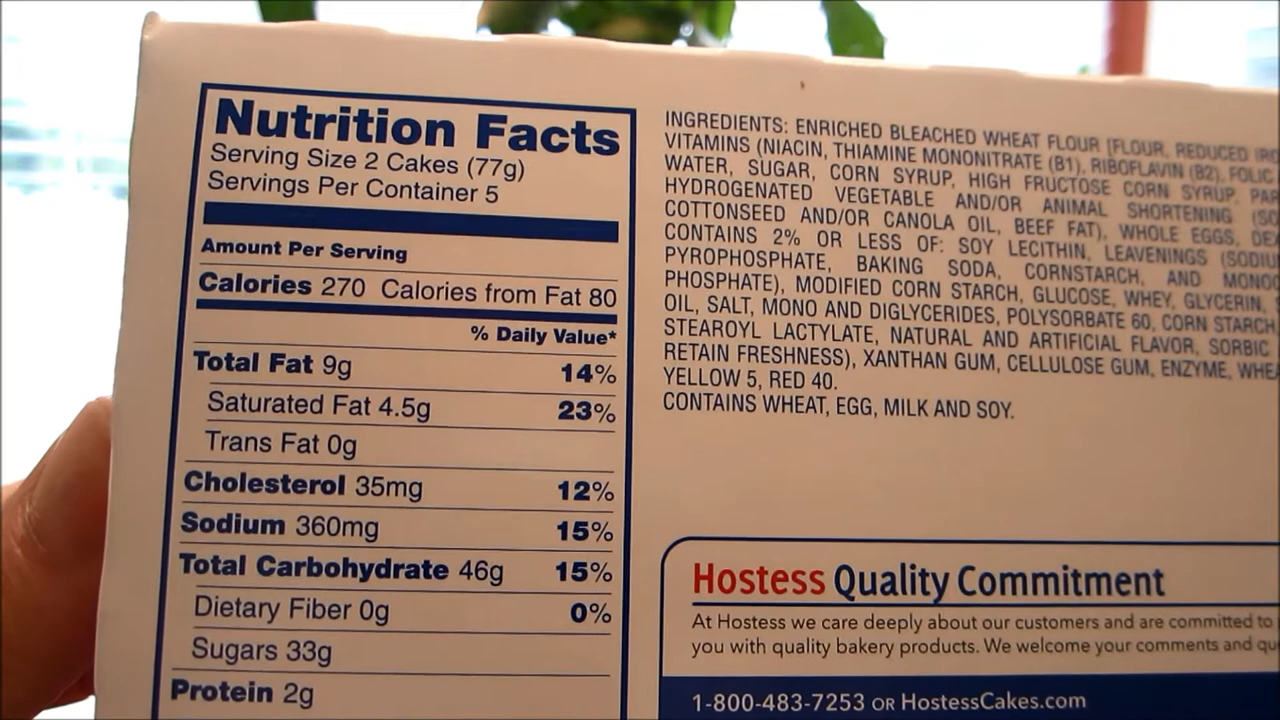 Nutrition Facts
Serving Size 2 Cakes (77g)
Servings Per Container 5
Amount Per Serving
Calories 270 Calories from Fat 80
% Daily Value*
Total Fat 9g 14%
Saturated Fat 4.5g 23%
Trans Fat 0g
Cholesterol 35mg 12%
Sodium 360mg 15%
Total Carbohydrate 46g 15%
Dietary Fiber 0g 0%
Sugars 33g
Protein 2g
INGREDIENTS: ENRICHED BLEACHED WHEAT FLOUR [FLOUR, REDUCED
VITAMINS (NIACIN, THIAMINE MONONITRATE (B1), RIBOFLAVIN (B2), FOLIC
WATER, SUGAR, CORN SYRUP, HIGH FRUCTOSE CORN SYRUP,
HYDROGENATED VEGETABLE AND/OR ANIMAL SHORTENING
COTTONSEED AND/OR CANOLA OIL, BEEF FAT), WHOLE EGGS,
CONTAINS 2% OR LESS OF: SOY LECITHIN, LEAVENINGS
PYROPHOSPHATE, BAKING SODA, CORNSTARCH, AND
PHOSPHATE), MODIFIED CORN STARCH, GLUCOSE, WHEY, GLYCERIN,
OIL, SALT, MONO AND DIGLYCERIDES, POLYSORBATE 60, CORN STARCH
STEAROYL LACTYLATE, NATURAL AND ARTIFICIAL FLAVOR, SORBIC
RETAIN FRESHNESS), XANTHAN GUM, CELLULOSE GUM, ENZYME,
YELLOW 5, RED 40.
CONTAINS WHEAT, EGG, MILK AND SOY.
Hostess Quality Commitment
At Hostess we care deeply about our customers and are committed to
you with quality bakery products. We welcome your comments and
1-800-483-7253 OR HostessCakes.com